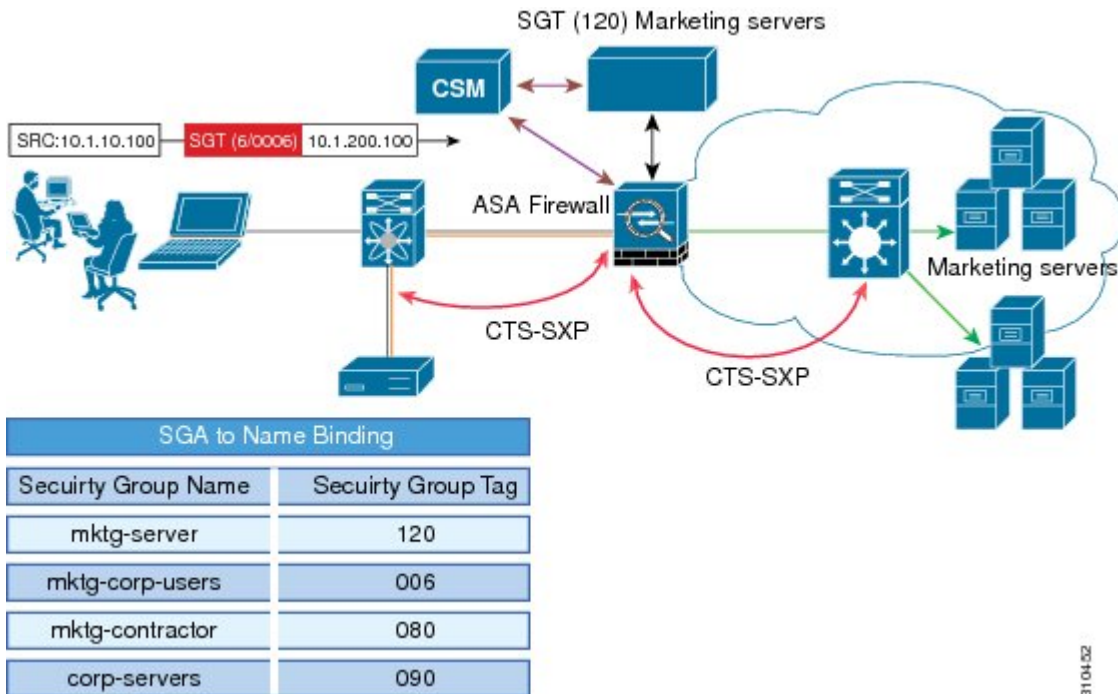 SGT (120) Marketing servers
CSM
SRC:10.1.10.100 SGT (6/0006) 10.1.200.100
ASA Firewall
Marketing servers
CTS-SXP
CTS-SXP
SGA to Name Binding
Secuirty Group Name Secuirty Group Tag
mktg-server 120
mktg-corp-users 006
mktg-contractor 080
corp-servers 090
310452